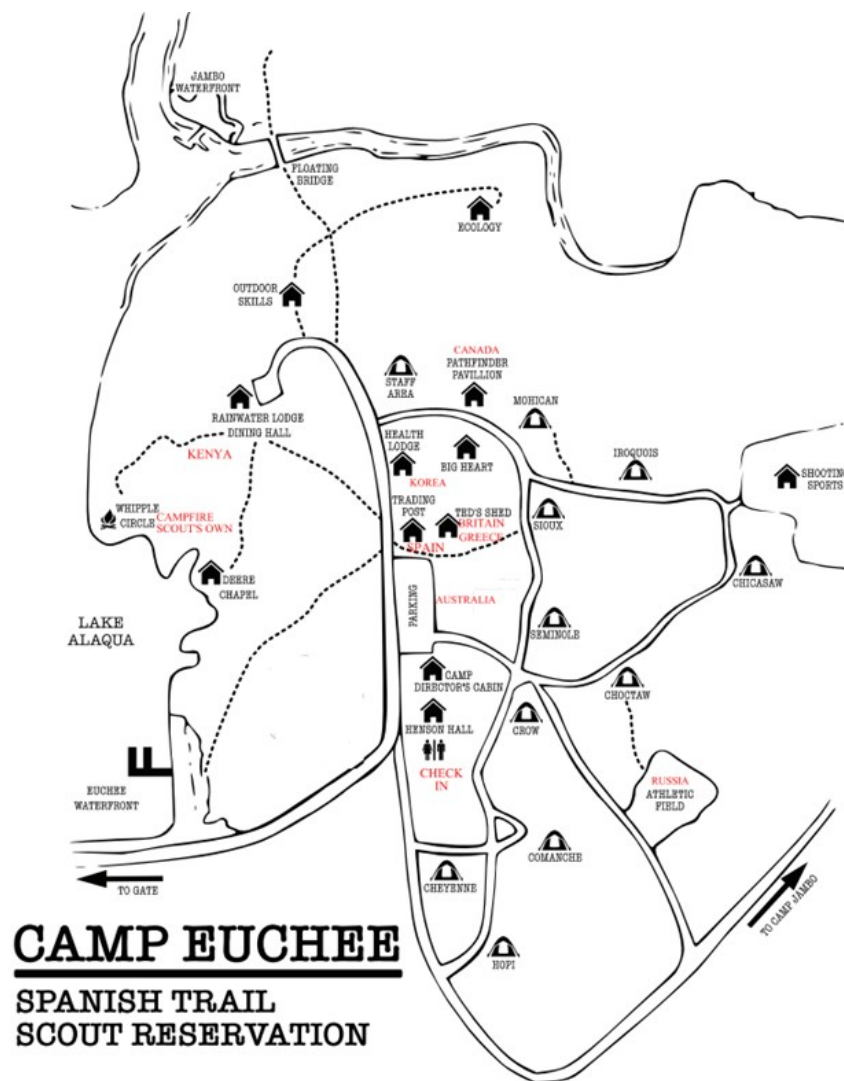 JAMBO
WATERFRONT
FLOATING
BRIDGE
ECOLOGY
OUTDOOR
SKILLS
CANADA
PATHFINDER
PAVILLION
STAFF
AREA
MOHICAN
RAINWATER LODGE
DINING HALL
HEALTH
LODGE
BIG HEART
IROQUOIS
KENYA
KOREA
SHOOTING
SPORTS
TRADING
POST
TED'S SHED
WHIPPLE
CIRCLE
CAMPFIRE
SCOUT'S OWN
BRITAIN
GREECE
SIOUX
SPAIN
DEERE
CHAPEL
CHICASAW
AUSTRALIA
PARKING
LAKE
ALAQUA
SEMINOLE
CAMP
DIRECTOR'S CABIN
CHOCTAW
HENSON HALL
CROW
CHECK
IN
RUSSIA
ATHLETIC
FIELD
EUCHEE
WATERFRONT
COMANCHE
TO GATE
CHEYENNE
TO CAMP JAMBO
HOPI
CAMP EUCHEE
SPANISH TRAIL
SCOUT RESERVATION